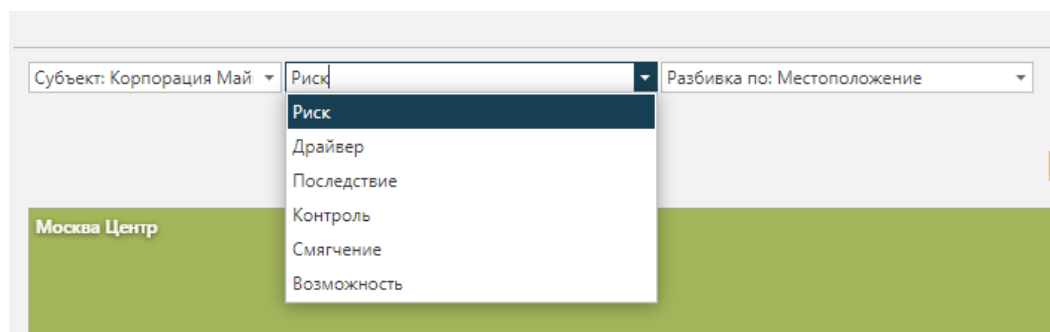 Субъект: Корпорация Май Риск Разбивка по: Местоположение
Риск
Драйвер
Последствие
Контроль
Москва Центр
Смягчение
Возможность